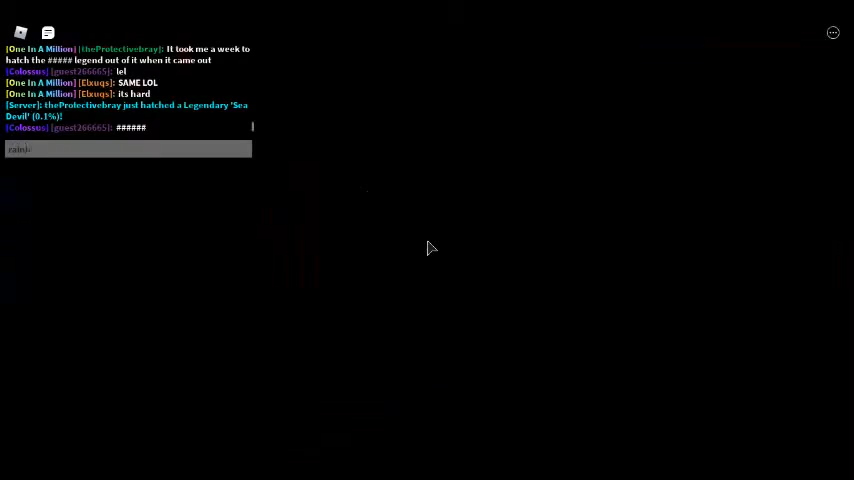 [One In A Million] [theProtectivebray]: It took me a week to
hatch the ##### legend out of it when it came out
[Colossus] [guest266665]: lel
[One In A Million] [Elxuqs]: SAME LOL
[One In A Million] [Elxuqs]: its hard
[Server]: theProtectivebray just hatched a Legendary 'Sea
Devil' (0.1%)!
[Colossus] [guest266665]: ######